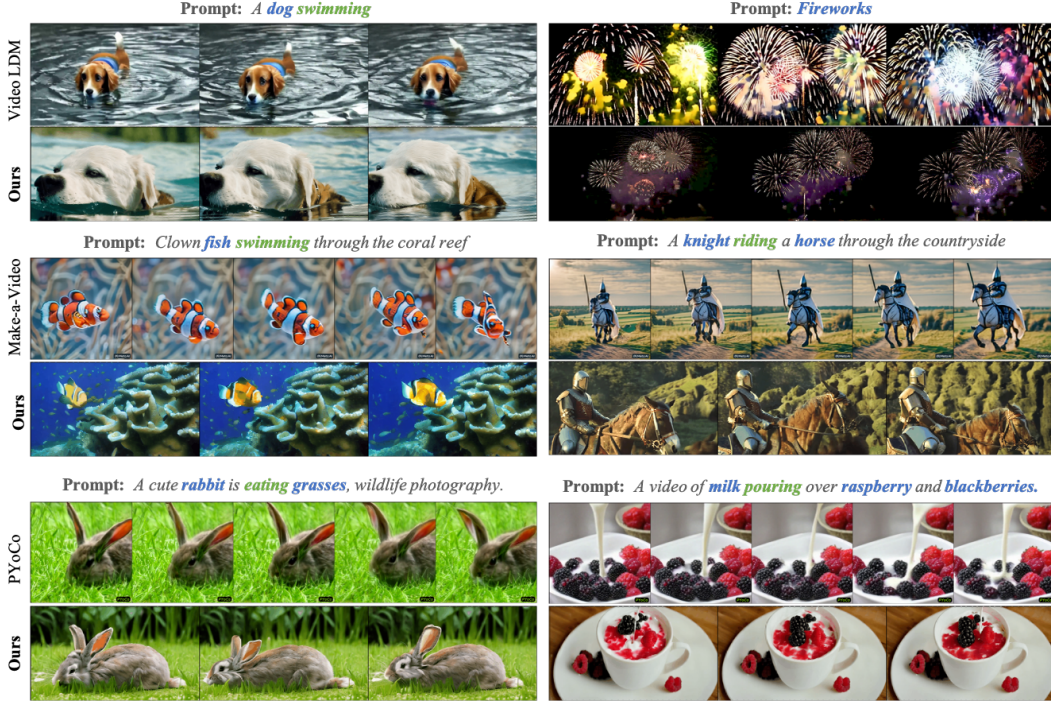 Prompt: A dog swimming
Prompt: Fireworks
Video LDM
Ours
Prompt: Clown fish swimming through the coral reef
Prompt: A knight riding a horse through the countryside
Make-a-Video
Ours
Prompt: A cute rabbit is eating grasses, wildlife photography.
Prompt: A video of milk pouring over raspberry and blackberries.
PYoCo
Ours